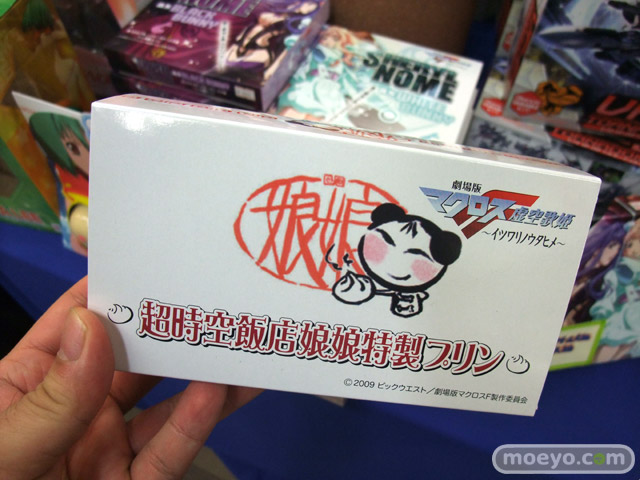 SHERYL
NOME
劇場版
マクロスF 虚空歌姫
～イツワリノウタヒメ～
娘娘
超時空飯店娘娘特製プリン
©2009 ビックウエスト／劇場版マクロスF製作委員会
moeyo.com